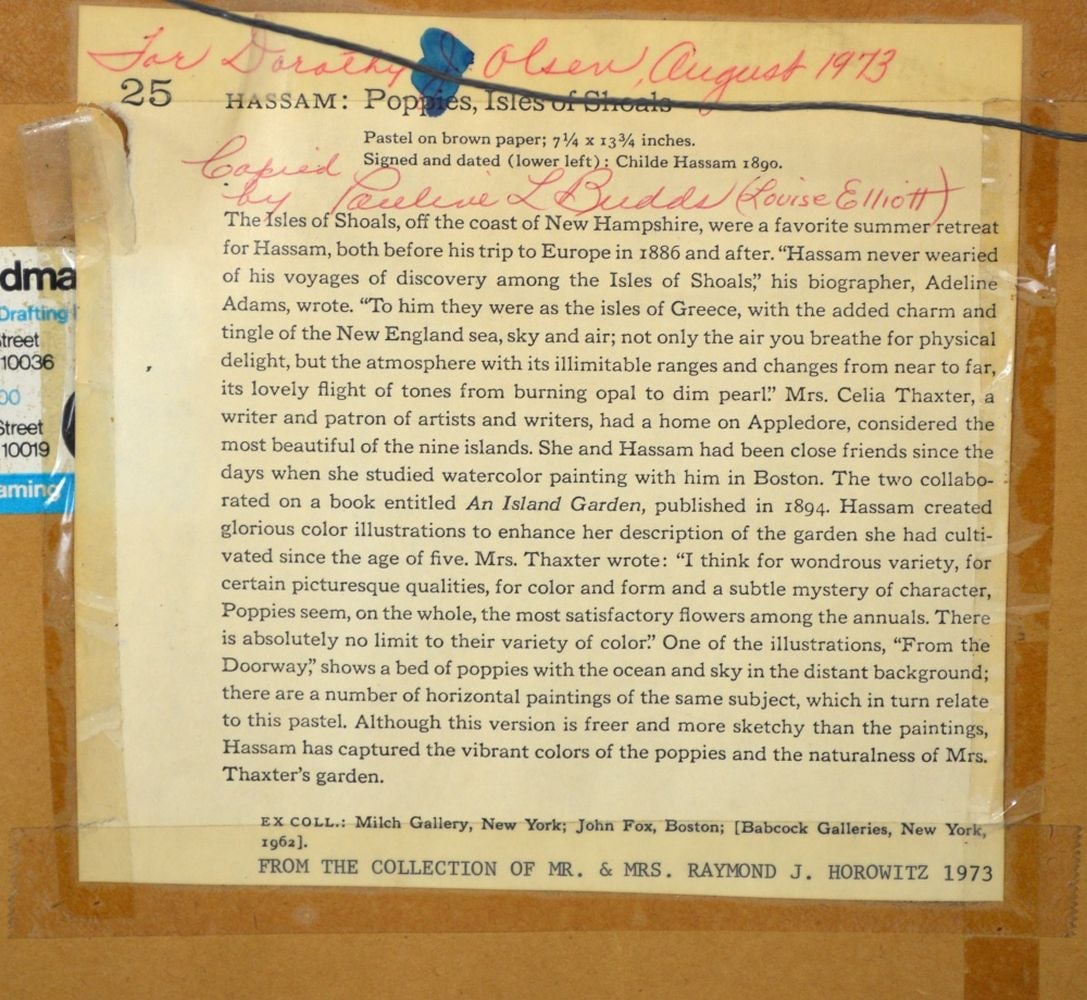 For Dorothy Olsen, August 1973
25 HASSAM: Poppies, Isles of Shoals
Pastel on brown paper; 7¼ x 13¾ inches.
Signed and dated (lower left): Childe Hassam 1890.
Copied
by Pauline L Budds (Louise Elliott)
The Isles of Shoals, off the coast of New Hampshire, were a favorite summer retreat
for Hassam, both before his trip to Europe in 1886 and after. “Hassam never wearied
of his voyages of discovery among the Isles of Shoals,” his biographer, Adeline
Adams, wrote. “To him they were as the isles of Greece, with the added charm and
tingle of the New England sea, sky and air; not only the air you breathe for physical
delight, but the atmosphere with its illimitable ranges and changes from near to far,
its lovely flight of tones from burning opal to dim pearl.” Mrs. Celia Thaxter, a
writer and patron of artists and writers, had a home on Appledore, considered the
most beautiful of the nine islands. She and Hassam had been close friends since the
days when she studied watercolor painting with him in Boston. The two collabo-
rated on a book entitled An Island Garden, published in 1894. Hassam created
glorious color illustrations to enhance her description of the garden she had culti-
vated since the age of five. Mrs. Thaxter wrote: “I think for wondrous variety, for
certain picturesque qualities, for color and form and a subtle mystery of character,
Poppies seem, on the whole, the most satisfactory flowers among the annuals. There
is absolutely no limit to their variety of color.” One of the illustrations, “From the
Doorway,” shows a bed of poppies with the ocean and sky in the distant background;
there are a number of horizontal paintings of the same subject, which in turn relate
to this pastel. Although this version is freer and more sketchy than the paintings,
Hassam has captured the vibrant colors of the poppies and the naturalness of Mrs.
Thaxter’s garden.
EX COLL.: Milch Gallery, New York; John Fox, Boston; [Babcock Galleries, New York,
1962].
FROM THE COLLECTION OF MR. & MRS. RAYMOND J. HOROWITZ 1973
dma
Drafting
treet
10036
00
Street
10019
aming